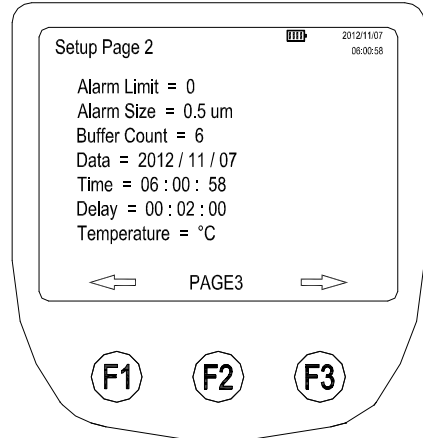 Setup Page 2
2012/11/07
06:00:58
Alarm Limit = 0
Alarm Size = 0.5 um
Buffer Count = 6
Data = 2012 / 11 / 07
Time = 06 : 00 : 58
Delay = 00 : 02 : 00
Temperature = °C
PAGE3
F1 F2 F3